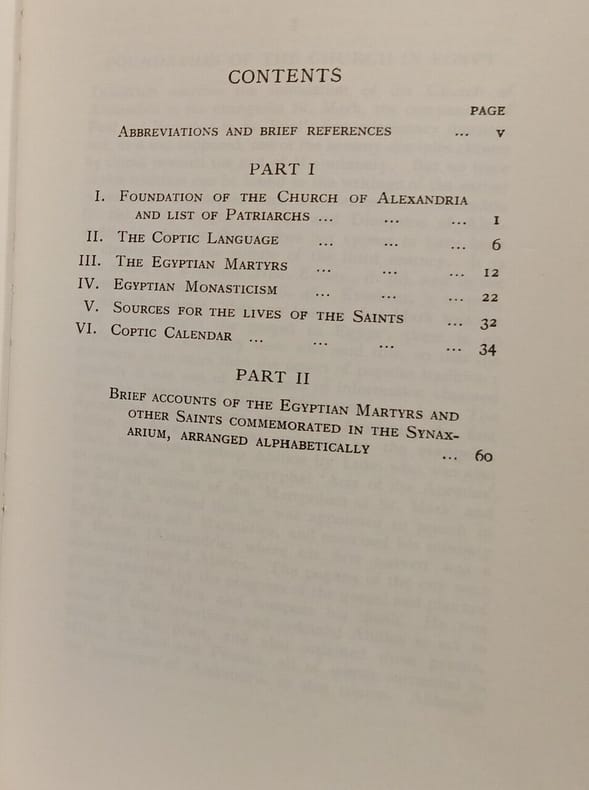 CONTENTS
PAGE
Abbreviations and brief references ... v
PART I
I. Foundation of the Church of Alexandria
and list of Patriarchs ... ... ... 1
II. The Coptic Language ... ... ... 6
III. The Egyptian Martyrs ... ... ... 12
IV. Egyptian Monasticism ... ... ... 22
V. Sources for the lives of the Saints ... 32
VI. Coptic Calendar ... ... ... ... 34
PART II
Brief accounts of the Egyptian Martyrs and
other Saints commemorated in the Synax-
arium, arranged alphabetically ... 60